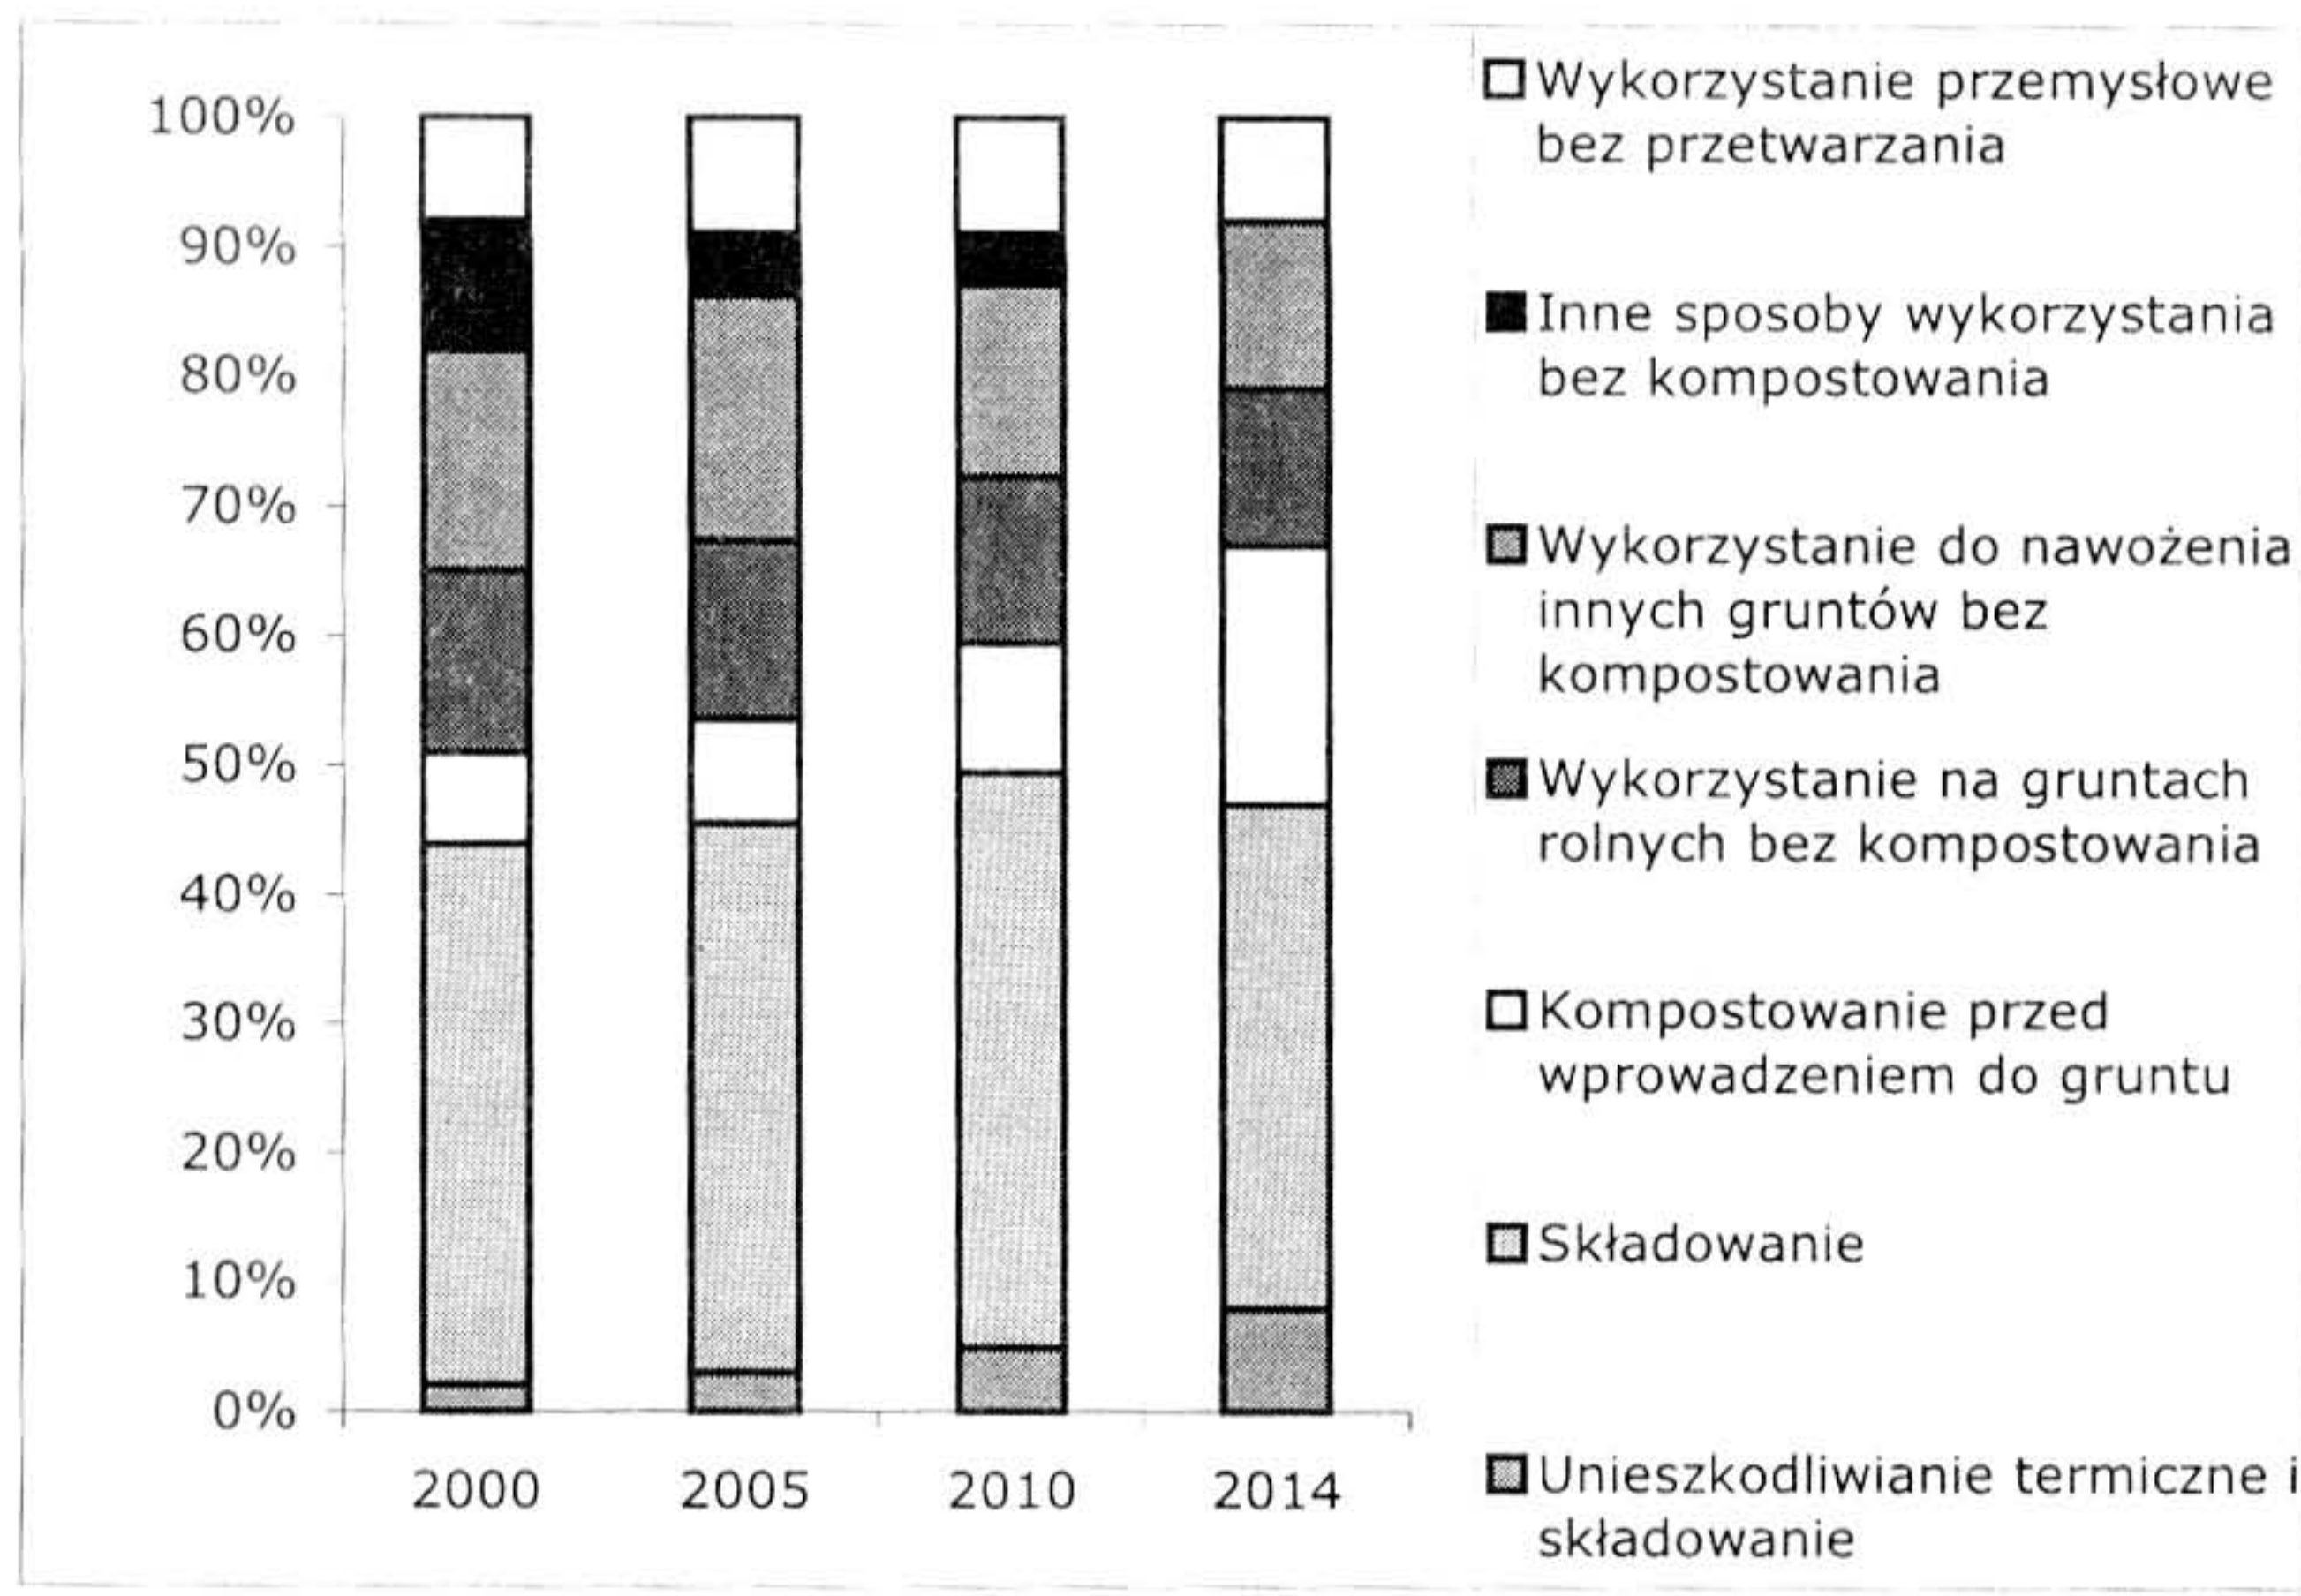 100%
90%
80%
70%
60%
50%
40%
30%
20%
10%
0%
2000 2005 2010 2014
Wykorzystanie przemysłowe
bez przetwarzania
Inne sposoby wykorzystania
bez kompostowania
Wykorzystanie do nawożenia
innych gruntów bez
kompostowania
Wykorzystanie na gruntach
rolnych bez kompostowania
Kompostowanie przed
wprowadzeniem do gruntu
Składowanie
Unieszkodliwianie termiczne i
składowanie